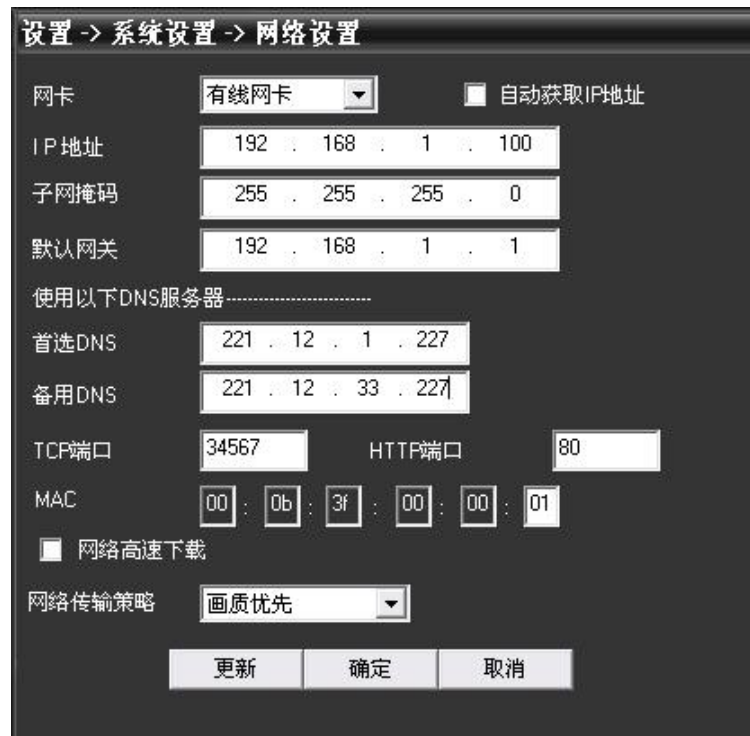 设置 -> 系统设置 -> 网络设置
网卡 有线网卡 自动获取IP地址
IP地址 192 . 168 . 1 . 100
子网掩码 255 . 255 . 255 . 0
默认网关 192 . 168 . 1 . 1
使用以下DNS服务器---------------------------
首选DNS 221 . 12 . 1 . 227
备用DNS 221 . 12 . 33 . 227
TCP端口 34567 HTTP端口 80
MAC 00 : 0b : 3f : 00 : 00 : 01
网络高速下载
网络传输策略 画质优先
更新 确定 取消